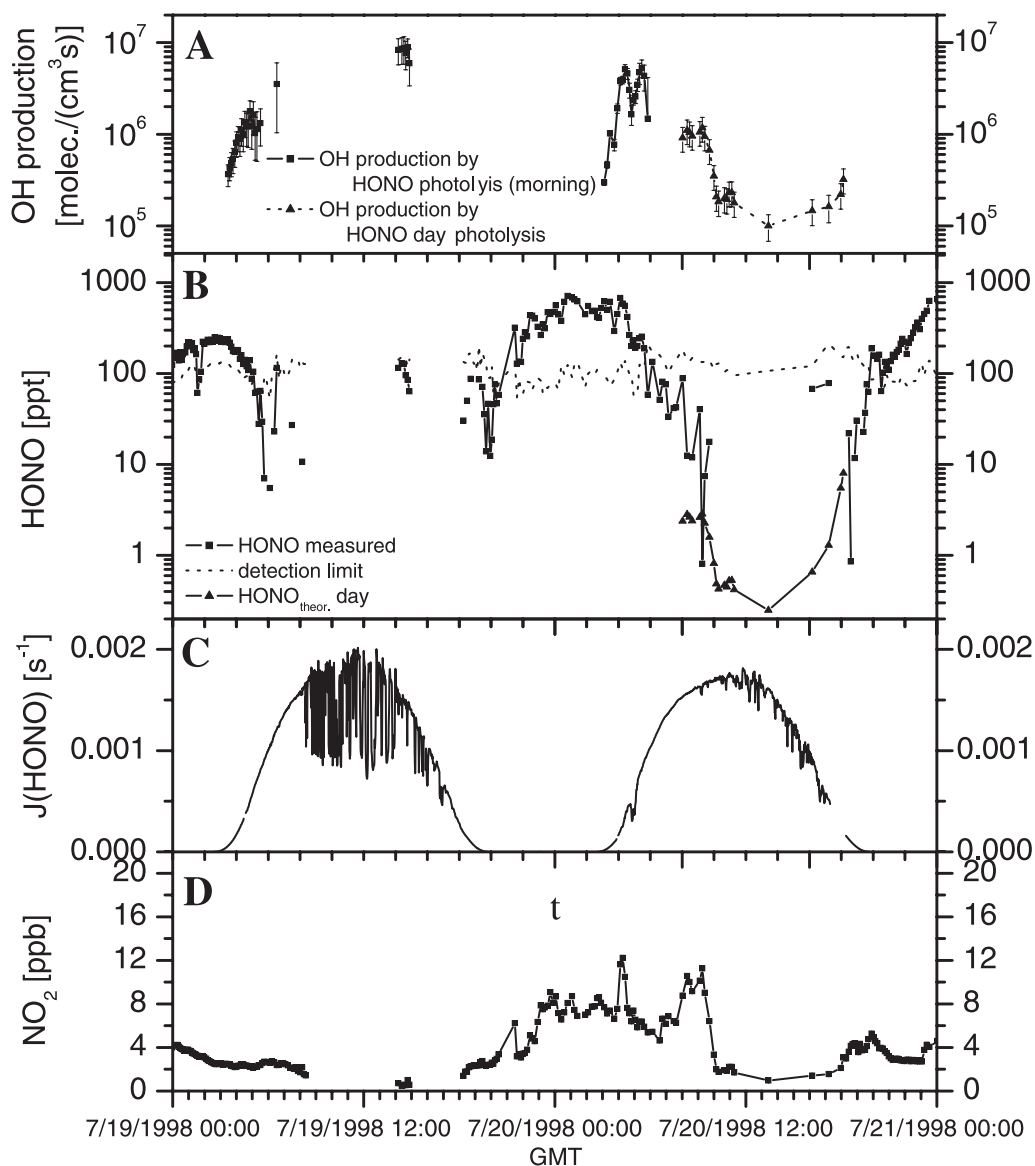 A
OH production
[molec./(cm³s)]
10⁷
10⁶
10⁵
10⁷
10⁶
10⁵
OH production by
HONO photolyis (morning)
OH production by
HONO day photolysis
B
HONO [ppt]
1000
100
10
1
1000
100
10
1
HONO measured
detection limit
HONOtheor. day
C
J(HONO) [s⁻¹]
0.002
0.001
0.000
0.002
0.001
0.000
D
t
NO₂ [ppb]
20
16
12
8
4
0
20
16
12
8
4
0
7/19/1998 00:00 7/19/1998 12:00 7/20/1998 00:00 7/20/1998 12:00 7/21/1998 00:00
GMT